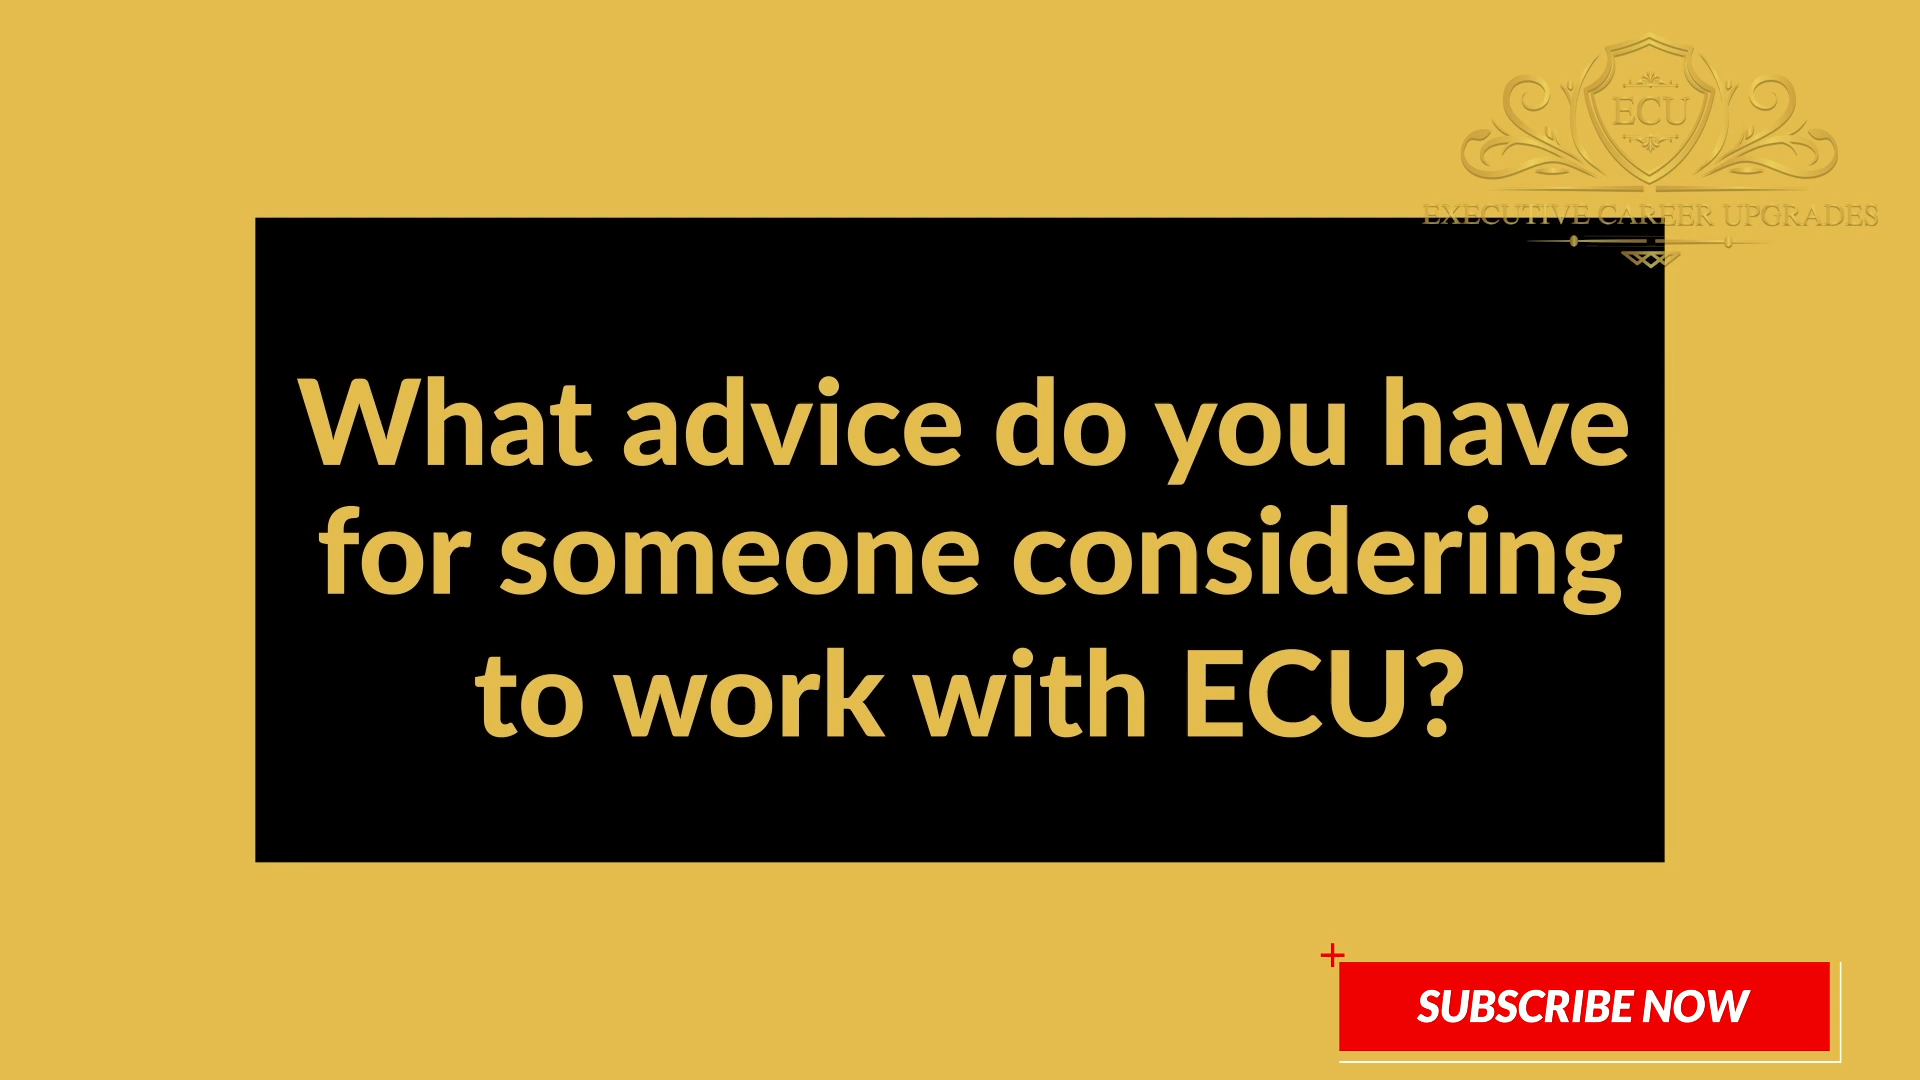 ECU
EXECUTIVE CAREER UPGRADES
What advice do you have
for someone considering
to work with ECU?
SUBSCRIBE NOW